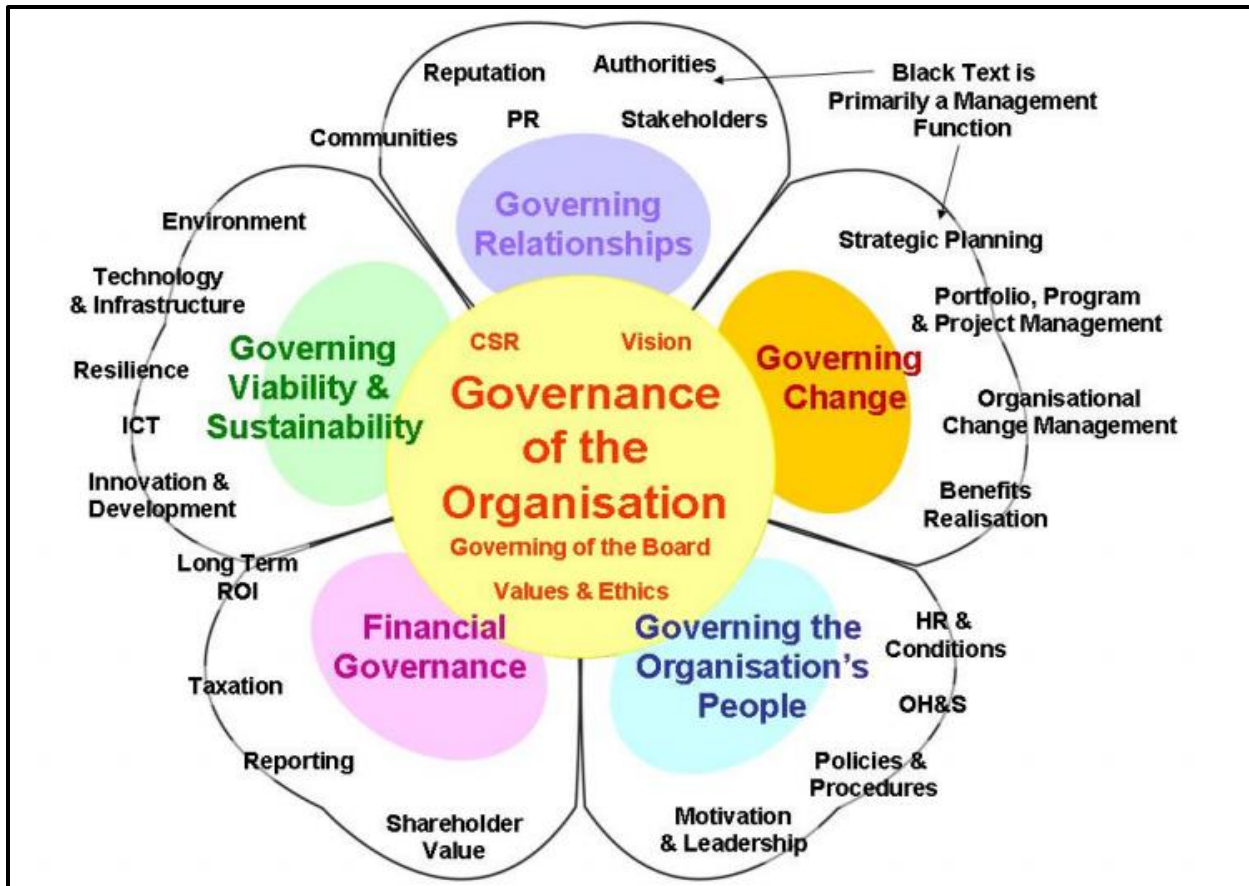 Reputation
Authorities
PR
Stakeholders
Communities
Governing
Relationships
Black Text is
Primarily a Management
Function
Environment
Technology
& Infrastructure
Resilience
ICT
Innovation &
Development
Governing
Viability &
Sustainability
CSR
Vision
Governance
of the
Organisation
Governing of the Board
Values & Ethics
Governing
Change
Strategic Planning
Portfolio, Program
& Project Management
Organisational
Change Management
Benefits
Realisation
Long Term
ROI
Taxation
Reporting
Shareholder
Value
Financial
Governance
Governing the
Organisation's
People
HR &
Conditions
OH&S
Policies &
Procedures
Motivation
& Leadership